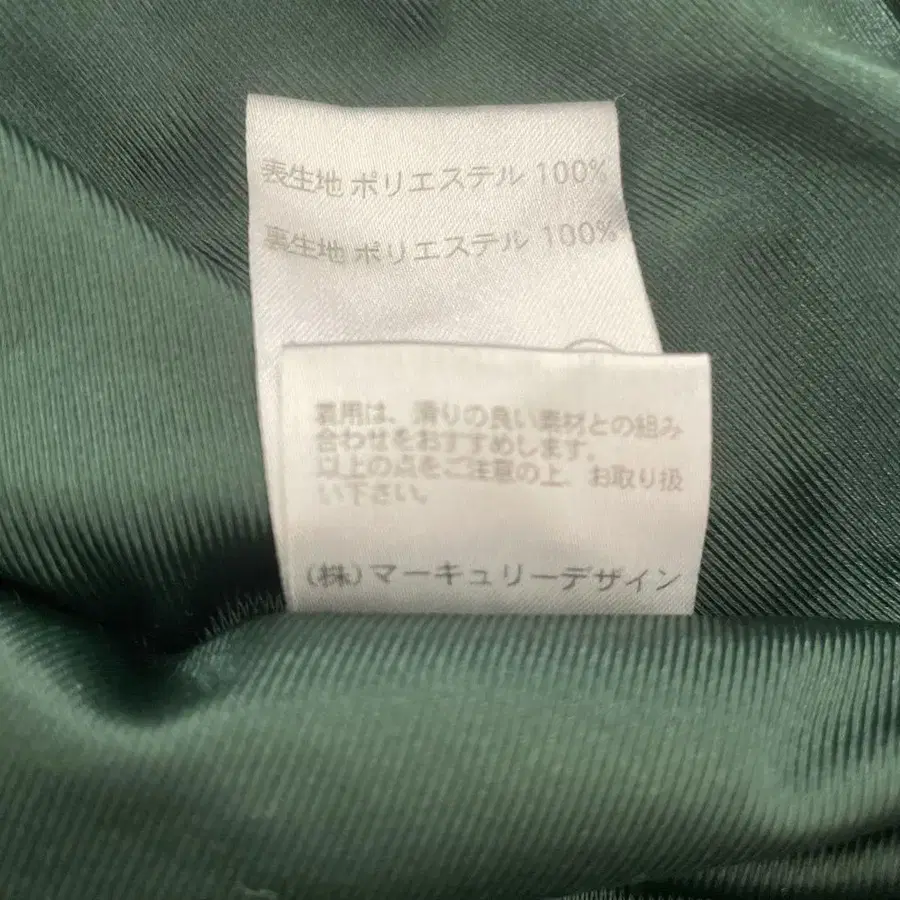 表生地 ポリエステル 100%
裏生地 ポリエステル 100%
着用は、滑りの良い素材との組み
合わせをおすすめします。
以上の点をご注意の上、お取り扱
い下さい。
(株)マーキュリーデザイン